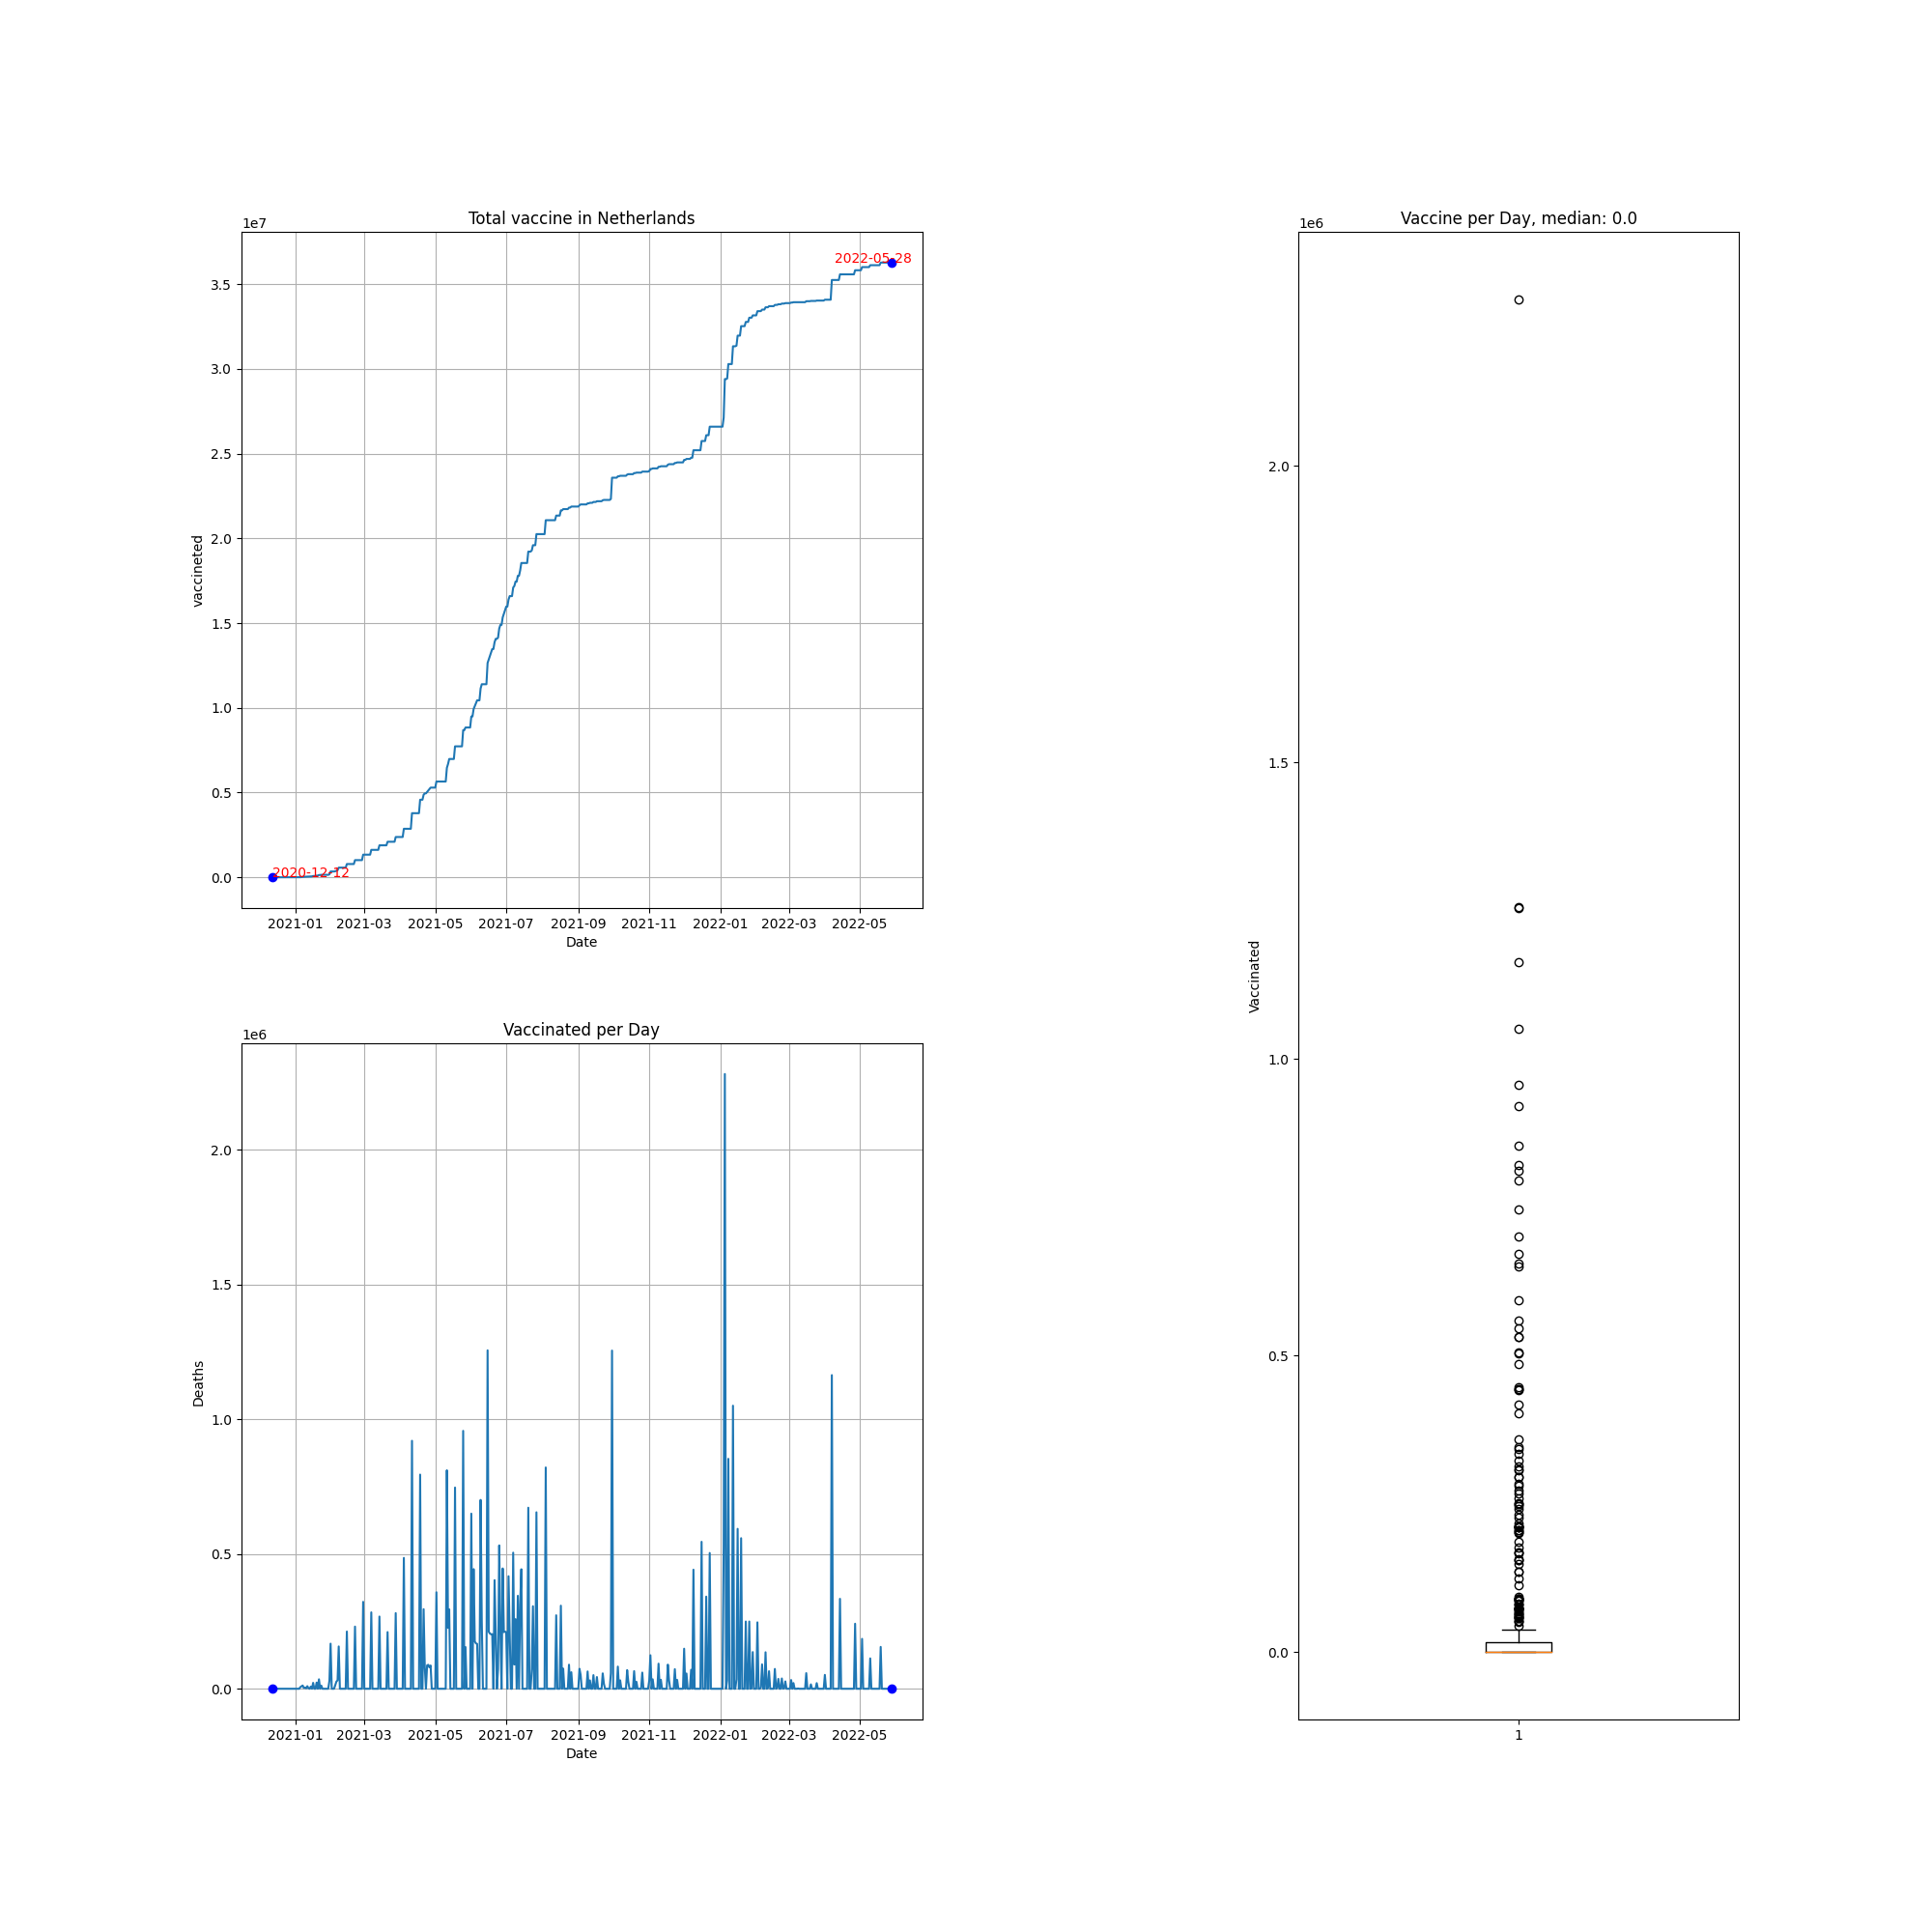 Total vaccine in Netherlands
1e7
3.5
3.0
2.5
2.0
1.5
1.0
0.5
0.0
vaccineted
2022-05-28
2020-12-12
2021-01 2021-03 2021-05 2021-07 2021-09 2021-11 2022-01 2022-03 2022-05
Date
Vaccinated per Day
1e6
2.0
1.5
1.0
0.5
0.0
Deaths
2021-01 2021-03 2021-05 2021-07 2021-09 2021-11 2022-01 2022-03 2022-05
Date
Vaccine per Day, median: 0.0
1e6
2.0
1.5
1.0
0.5
0.0
Vaccinated
1